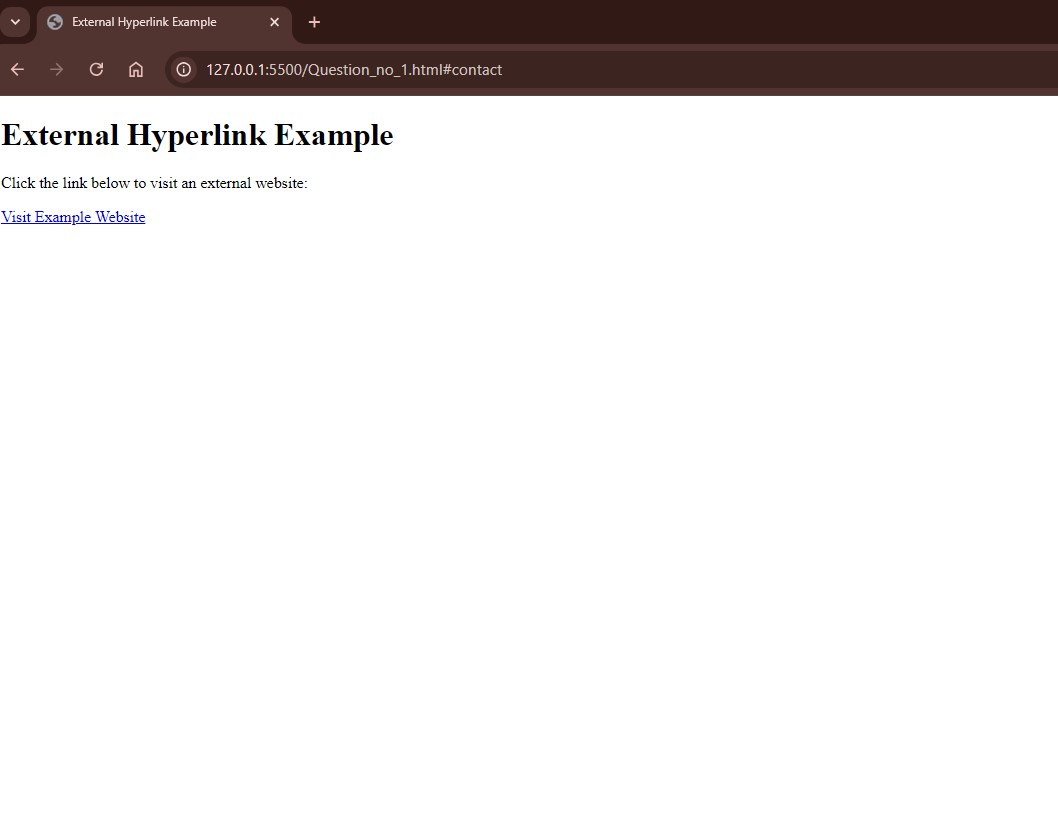 External Hyperlink Example
127.0.0.1:5500/Question_no_1.html#contact
External Hyperlink Example
Click the link below to visit an external website:
Visit Example Website